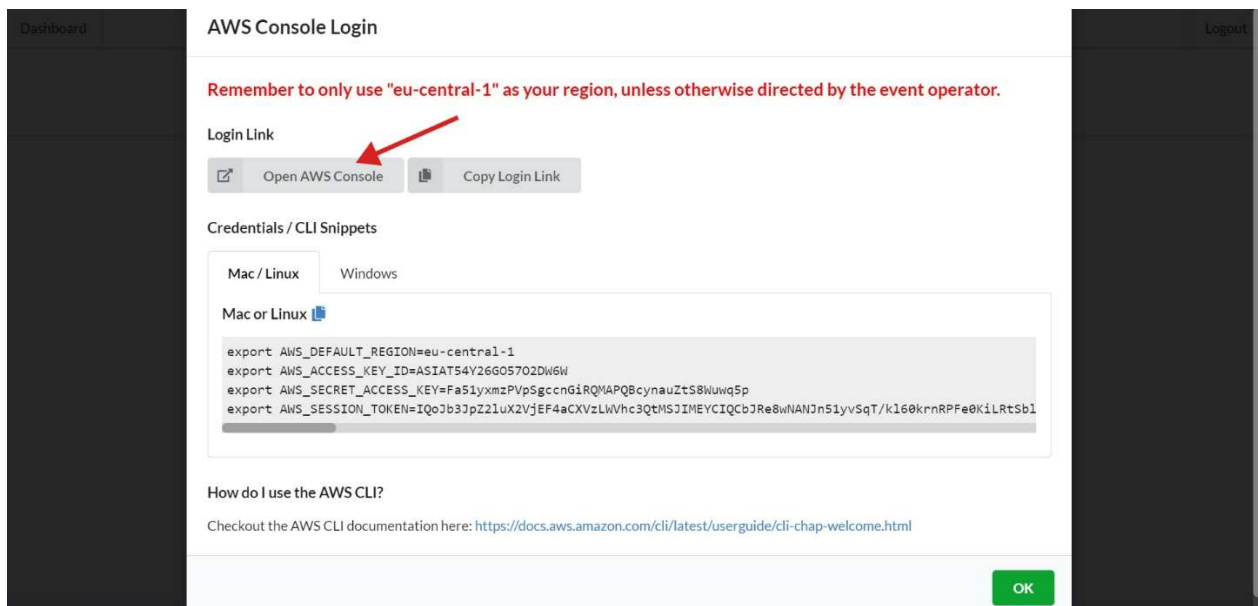 Dashboard
Logout
AWS Console Login
Remember to only use "eu-central-1" as your region, unless otherwise directed by the event operator.
Login Link
Open AWS Console
Copy Login Link
Credentials / CLI Snippets
Mac / Linux
Windows
Mac or Linux
export AWS_DEFAULT_REGION=eu-central-1
export AWS_ACCESS_KEY_ID=ASIAT54Y26GO57O2DW6W
export AWS_SECRET_ACCESS_KEY=Fa51yxmzPVpSgccnGiRQMAPQBcynauZtS8Wuwq5p
export AWS_SESSION_TOKEN=IQoJb3JpZ2luX2VjEF4aCXVzLWVhc3QtMSJIMEYCIQCbJRe8wNANJn51yvSqT/kl60krnRPFe0KiLRtSbl
How do I use the AWS CLI?
Checkout the AWS CLI documentation here: https://docs.aws.amazon.com/cli/latest/userguide/cli-chap-welcome.html
OK